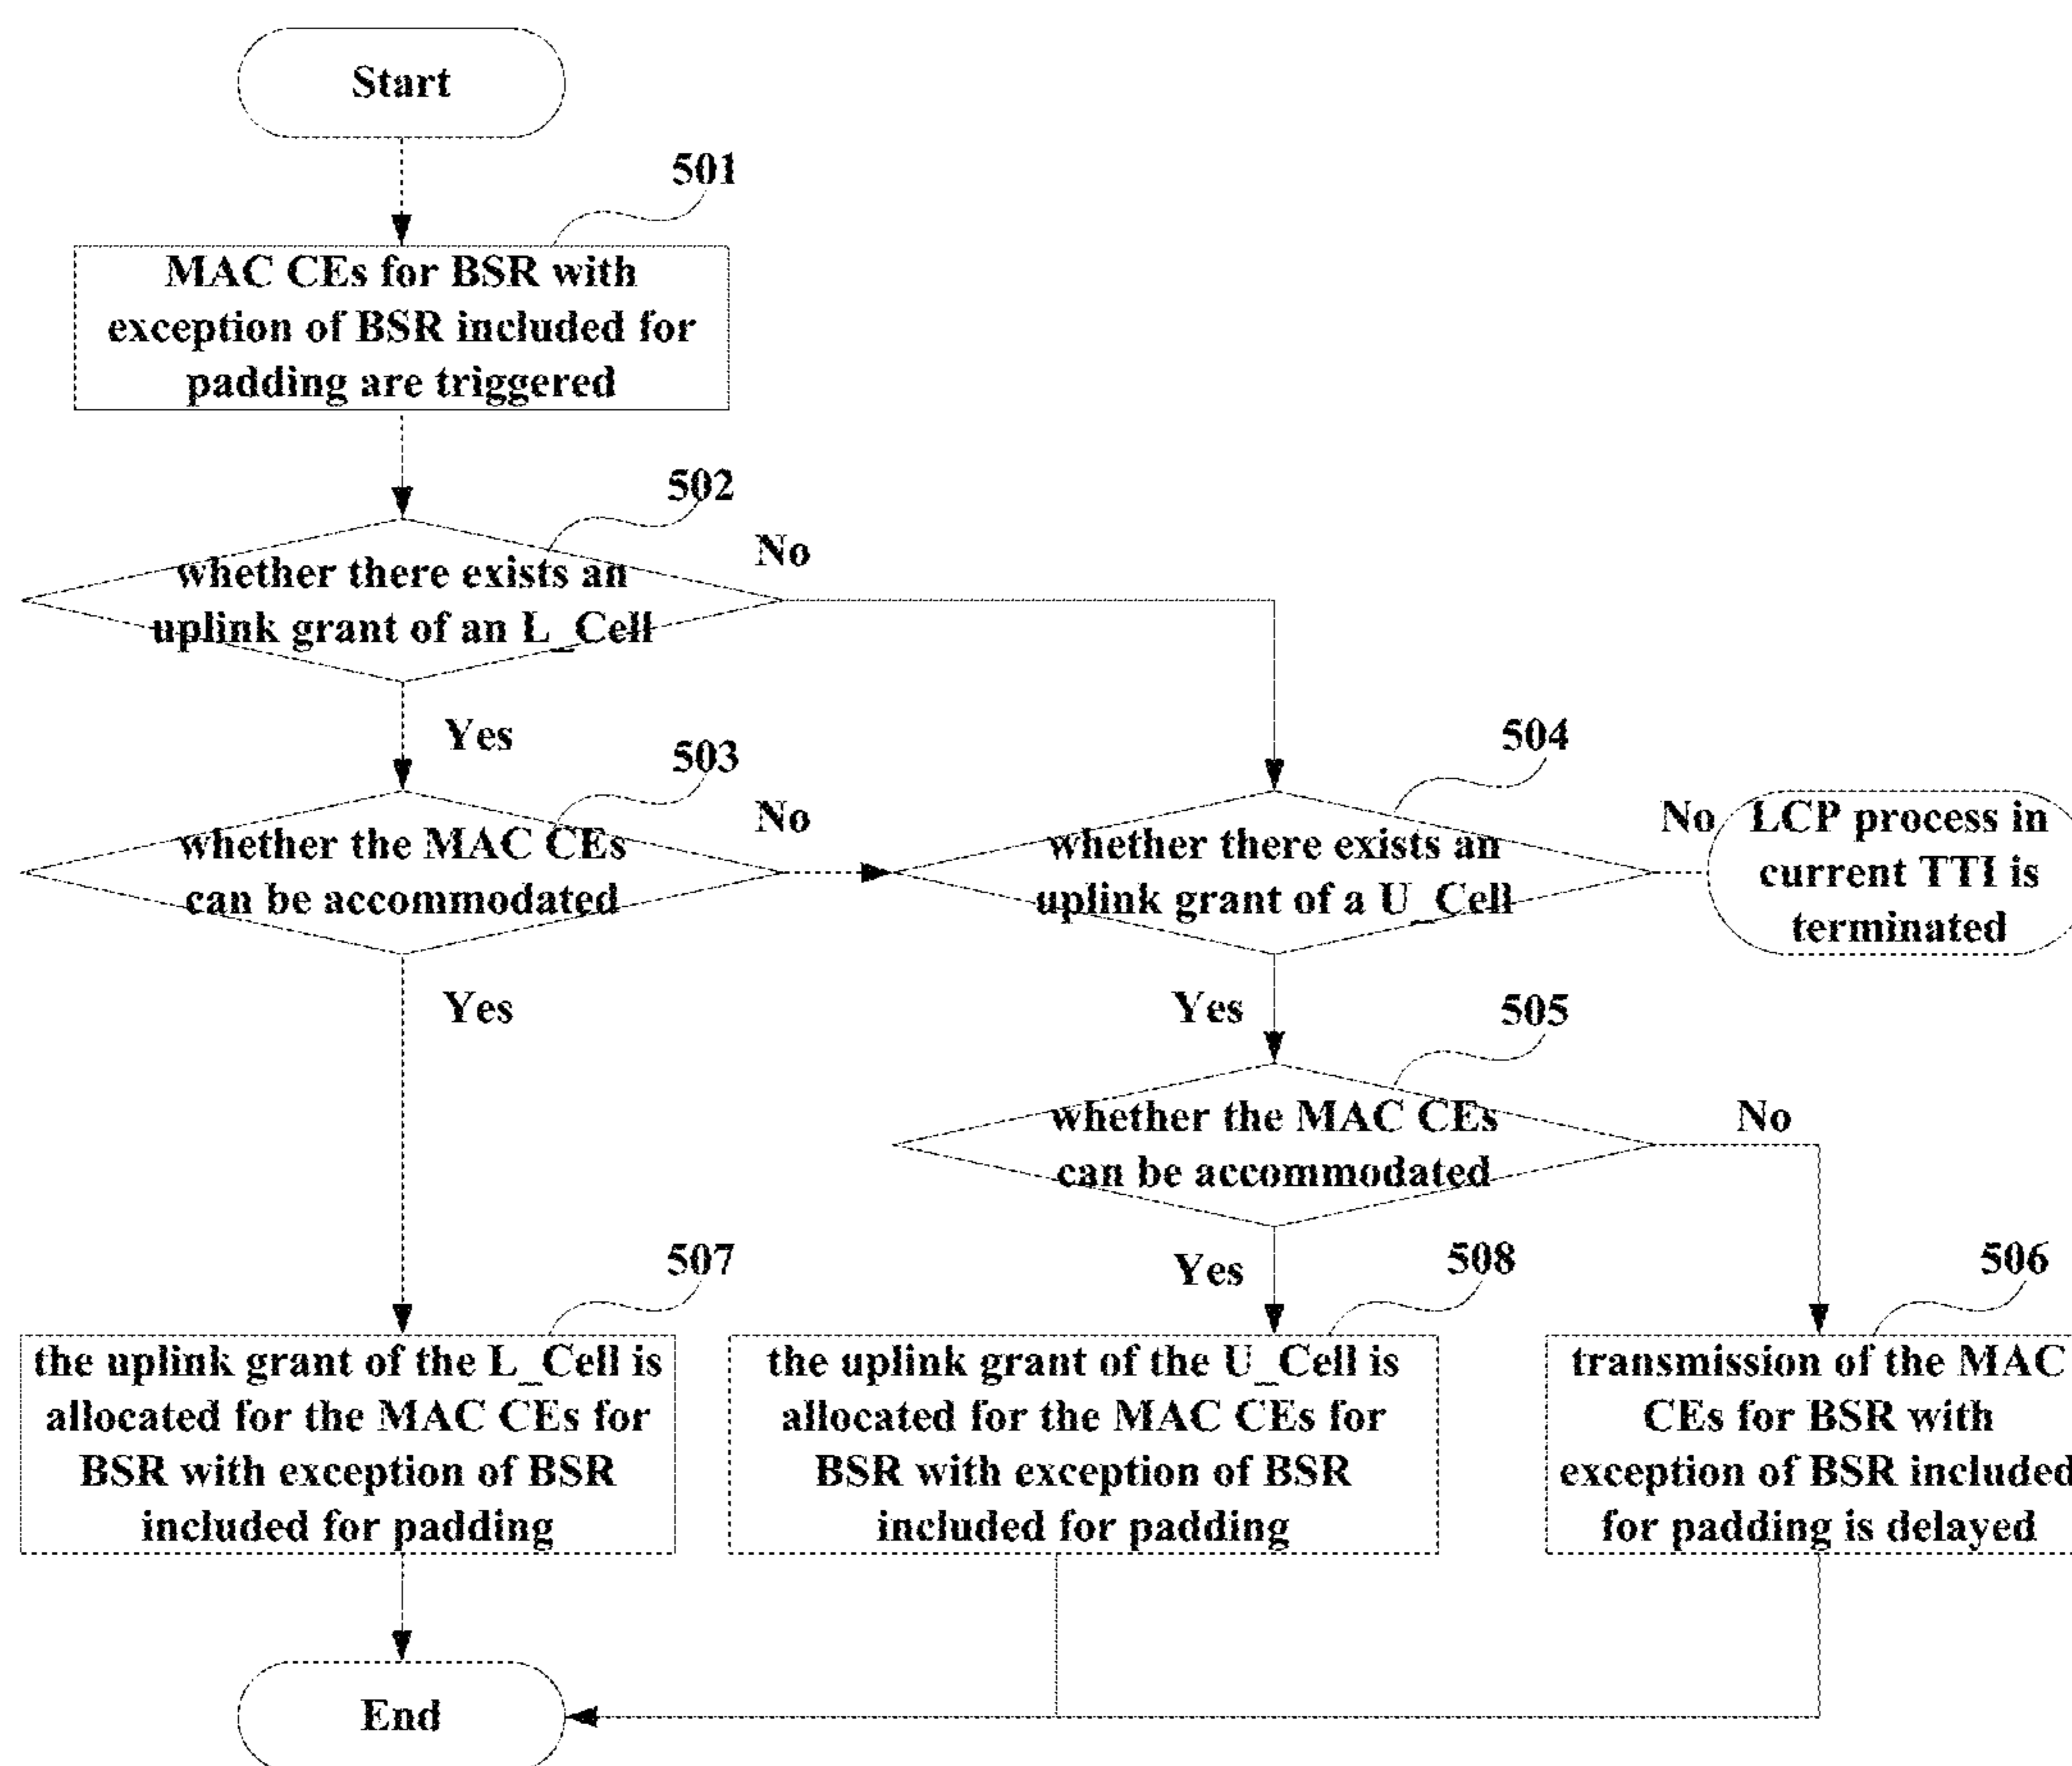 Start
501
MAC CEs for BSR with
exception of BSR included for
padding are triggered
502
whether there exists an
uplink grant of an L_Cell
No
Yes
503
whether the MAC CEs
can be accommodated
No
Yes
504
whether there exists an
uplink grant of a U_Cell
No
LCP process in
current TTI is
terminated
Yes
505
whether the MAC CEs
can be accommodated
No
Yes
507
the uplink grant of the L_Cell is
allocated for the MAC CEs for
BSR with exception of BSR
included for padding
508
the uplink grant of the U_Cell is
allocated for the MAC CEs for
BSR with exception of BSR
included for padding
506
transmission of the MAC
CEs for BSR with
exception of BSR included
for padding is delayed
End